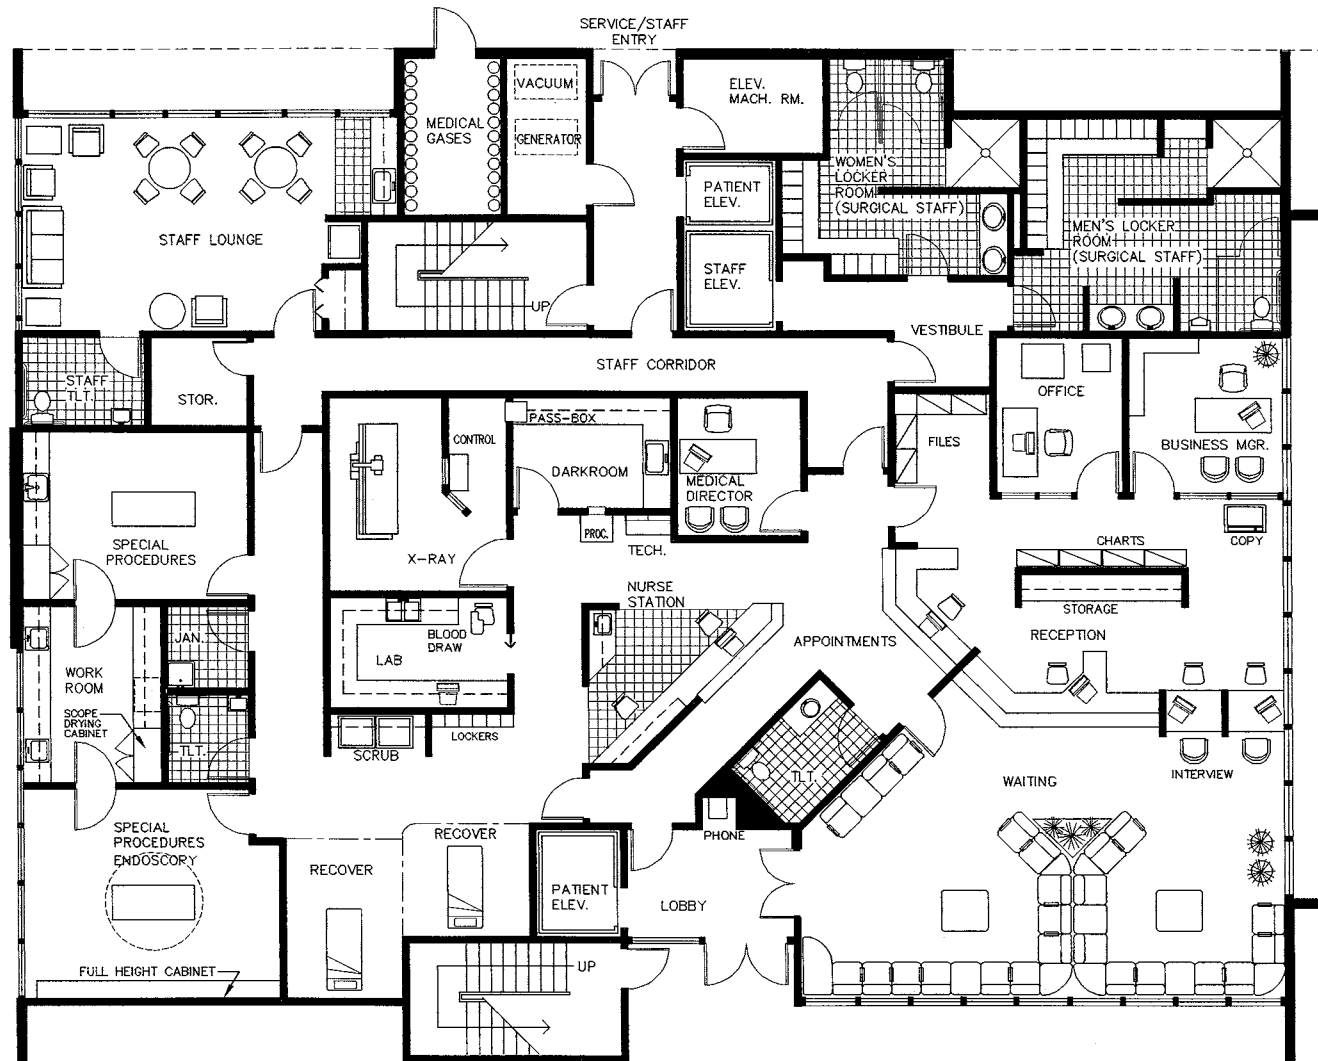 SERVICE/STAFF
ENTRY
VACUUM
GENERATOR
MEDICAL
GASES
ELEV.
MACH. RM.
PATIENT
ELEV.
STAFF
ELEV.
WOMEN'S
LOCKER
ROOM
(SURGICAL STAFF)
MEN'S LOCKER
ROOM
(SURGICAL STAFF)
STAFF LOUNGE
UP
VESTIBULE
STAFF CORRIDOR
STAFF
TLT.
STOR.
OFFICE
BUSINESS MGR.
FILES
PASS-BOX
CONTROL
DARKROOM
MEDICAL
DIRECTOR
X-RAY
PROC.
TECH.
SPECIAL
PROCEDURES
CHARTS
COPY
STORAGE
RECEPTION
NURSE
STATION
APPOINTMENTS
BLOOD
DRAW
LAB
JAN.
WORK
ROOM
SCOPE
DRYING
CABINET
TLT.
SCRUB
LOCKERS
TLT.
WAITING
INTERVIEW
PHONE
SPECIAL
PROCEDURES
ENDOSCORY
RECOVER
RECOVER
PATIENT
ELEV.
LOBBY
FULL HEIGHT CABINET
UP